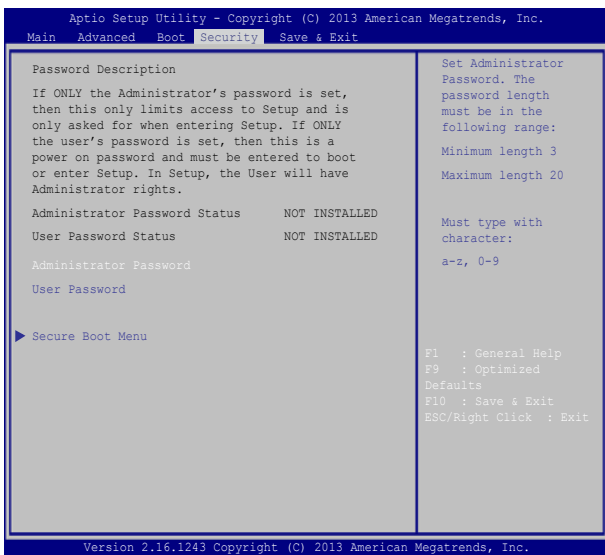 Aptio Setup Utility - Copyright (C) 2013 American Megatrends, Inc.
Main Advanced Boot Security Save & Exit
Password Description
If ONLY the Administrator's password is set,
then this only limits access to Setup and is
only asked for when entering Setup. If ONLY
the user's password is set, then this is a
power on password and must be entered to boot
or enter Setup. In Setup, the User will have
Administrator rights.
Administrator Password Status NOT INSTALLED
User Password Status NOT INSTALLED
Administrator Password
User Password
Secure Boot Menu
Set Administrator
Password. The
password length
must be in the
following range:
Minimum length 3
Maximum length 20
Must type with
character:
a-z, 0-9
F1 : General Help
F9 : Optimized
Defaults
F10 : Save & Exit
ESC/Right Click : Exit
Version 2.16.1243 Copyright (C) 2013 American Megatrends, Inc.